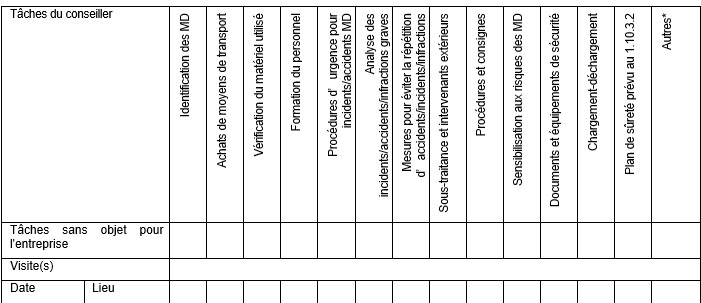 Tâches du conseiller
Identification des MD
Achats de moyens de transport
Vérification du matériel utilisé
Formation du personnel
Procédures d' urgence pour
incidents/accidents MD
Analyse des
incidents/accidents/infractions graves
Mesures pour éviter la répétition
d' accidents/incidents/infractions
Sous-traitance et intervenants extérieurs
Procédures et consignes
Sensibilisation aux risques des MD
Documents et équipements de sécurité
Chargement-déchargement
Plan de sûreté prévu au 1.10.3.2
Autres*
Tâches sans objet pour
l'entreprise
Visite(s)
Date Lieu